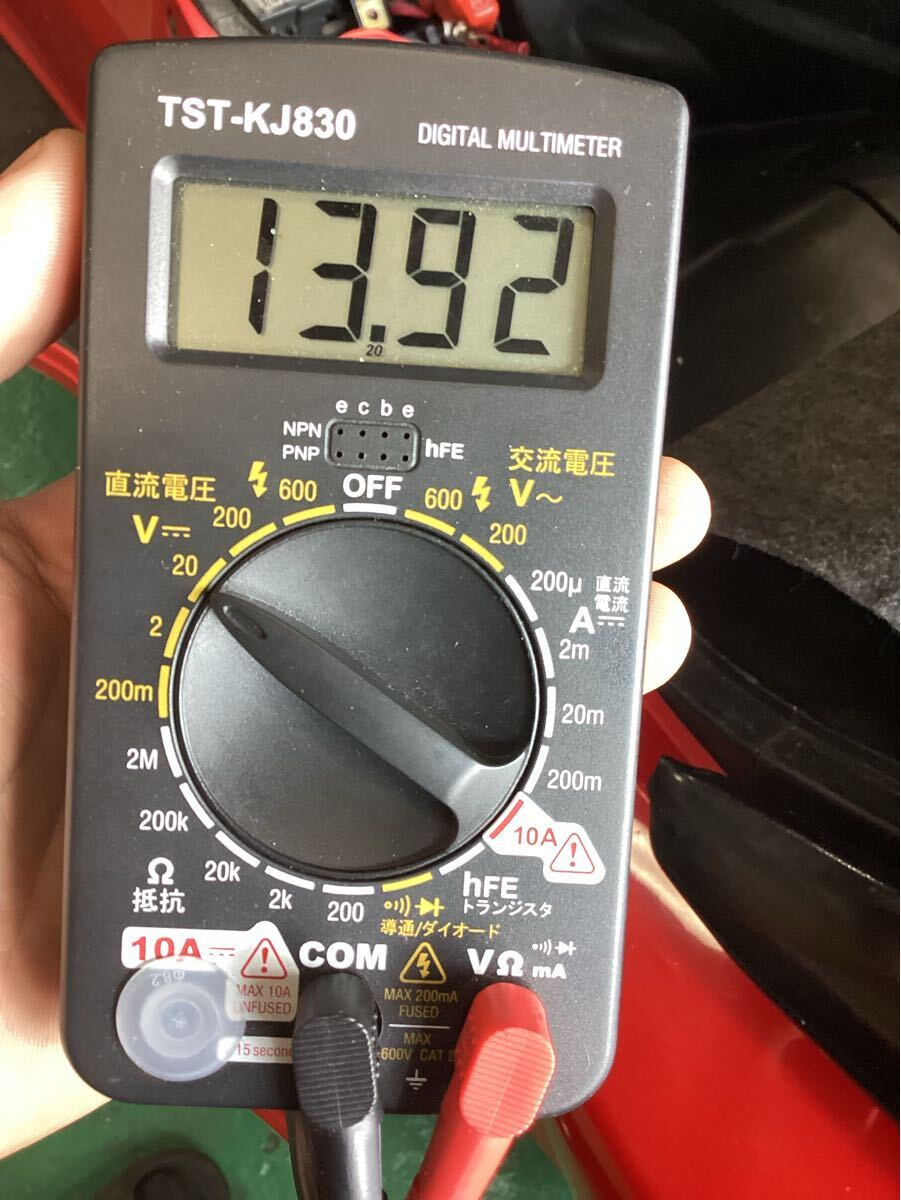 TST-KJ830
DIGITAL MULTIMETER
13.92
20
e c b e
NPN
PNP
hFE
直流電圧
V
600
OFF
600
交流電圧
V~
200
200
20
200μ
直流
電流
A
2
2m
200m
20m
2M
200m
200k
10A
20k
hFE
トランジスタ
Ω
抵抗
2k
200
導通/ダイオード
10A
COM
VΩ
mA
MAX 10A
UNFUSED
MAX 200mA
FUSED
MAX
600V CAT